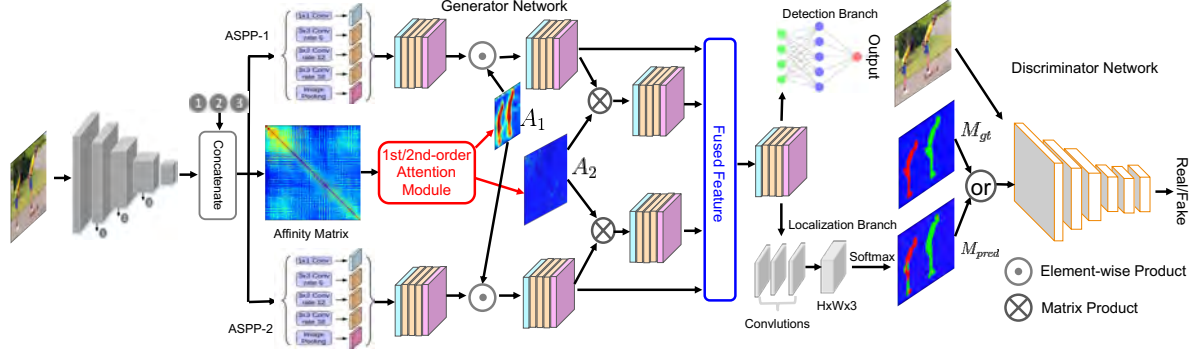 Generator Network
Detection Branch
ASPP-1
1x1 Conv
3x3 Conv
rate 6
3x3 Conv
rate 12
3x3 Conv
rate 18
Image Pooling
Output
Discriminator Network
1 2 3
Concatenate
A1
A2
1st/2nd-order
Attention
Module
Affinity Matrix
Fused Feature
Mgt
or
Real/Fake
Localization Branch
Softmax
Mpred
HxWx3
Convlutions
ASPP-2
1x1 Conv
3x3 Conv
rate 6
3x3 Conv
rate 12
3x3 Conv
rate 18
Image
Pooling
Element-wise Product
Matrix Product